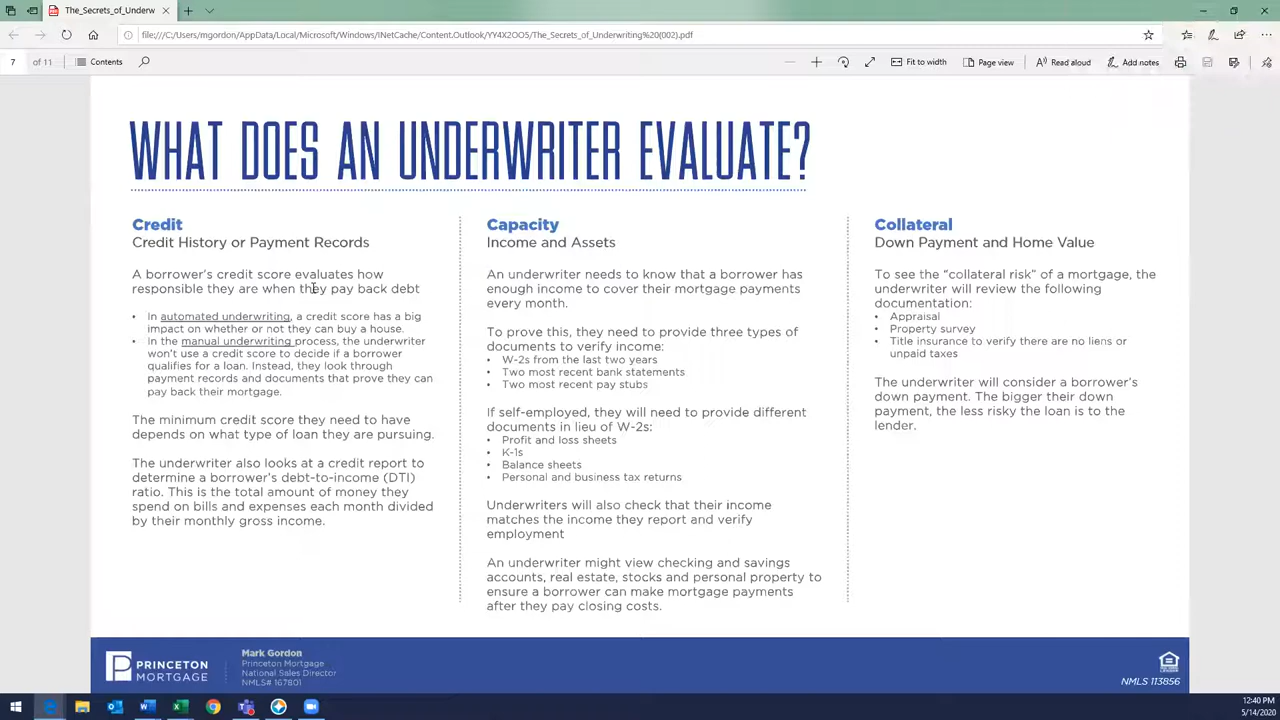 The_Secrets_of_Underw
file:///C:/Users/mgordon/AppData/Local/Microsoft/Windows/INetCache/Content.Outlook/YY4X2OO5/The_Secrets_of_Underwriting%20(002).pdf
7 of 11 Contents Fit to width Page view Read aloud Add notes
WHAT DOES AN UNDERWRITER EVALUATE?
Credit
Credit History or Payment Records
A borrower's credit score evaluates how
responsible they are when they pay back debt
• In automated underwriting, a credit score has a big
impact on whether or not they can buy a house.
• In the manual underwriting process, the underwriter
won't use a credit score to decide if a borrower
qualifies for a loan. Instead, they look through
payment records and documents that prove they can
pay back their mortgage.
The minimum credit score they need to have
depends on what type of loan they are pursuing.
The underwriter also looks at a credit report to
determine a borrower's debt-to-income (DTI)
ratio. This is the total amount of money they
spend on bills and expenses each month divided
by their monthly gross income.
Capacity
Income and Assets
An underwriter needs to know that a borrower has
enough income to cover their mortgage payments
every month.
To prove this, they need to provide three types of
documents to verify income:
• W-2s from the last two years
• Two most recent bank statements
• Two most recent pay stubs
If self-employed, they will need to provide different
documents in lieu of W-2s:
• Profit and loss sheets
• K-1s
• Balance sheets
• Personal and business tax returns
Underwriters will also check that their income
matches the income they report and verify
employment
An underwriter might view checking and savings
accounts, real estate, stocks and personal property to
ensure a borrower can make mortgage payments
after they pay closing costs.
Collateral
Down Payment and Home Value
To see the “collateral risk” of a mortgage, the
underwriter will review the following
documentation:
• Appraisal
• Property survey
• Title insurance to verify there are no liens or
unpaid taxes
The underwriter will consider a borrower's
down payment. The bigger their down
payment, the less risky the loan is to the
lender.
PRINCETON
MORTGAGE
Mark Gordon
Princeton Mortgage
National Sales Director
NMLS# 167801
NMLS 113856
12:40 PM
5/14/2020